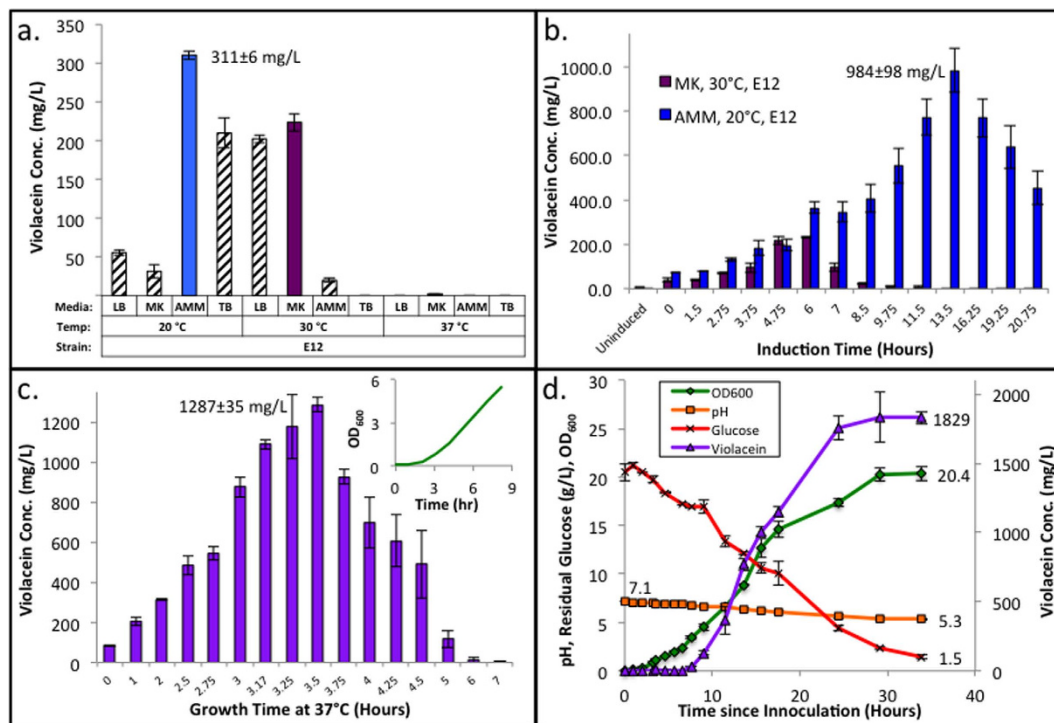 a.
311±6 mg/L
Violacein Conc. (mg/L)
350
300
250
200
150
100
50
Media: LB MK AMM TB LB MK AMM TB LB MK AMM TB
Temp: 20 °C 30 °C 37 °C
Strain: E12
b.
984±98 mg/L
MK, 30°C, E12
AMM, 20°C, E12
Violacein Conc. (mg/L)
1000.0
800.0
600.0
400.0
200.0
0.0
Uninduced 0 1.5 2.75 3.75 4.75 6 7 8.5 9.75 11.5 13.5 16.25 19.25 20.75
Induction Time (Hours)
c.
1287±35 mg/L
Violacein Conc. (mg/L)
1200
1000
800
600
400
200
0
0 1 2 2.5 2.75 3 3.17 3.25 3.5 3.75 4 4.25 4.5 5 6 7
Growth Time at 37°C (Hours)
OD600
6
3
0
0 3 6 9
Time (hr)
d.
OD600
pH
Glucose
Violacein
pH, Residual Glucose (g/L), OD600
30
25
20
15
10
5
0
7.1
1829
20.4
5.3
1.5
2000
1500
1000
500
0
Violacein (mg/L)
0 10 20 30 40
Time since Innoculation (Hours)